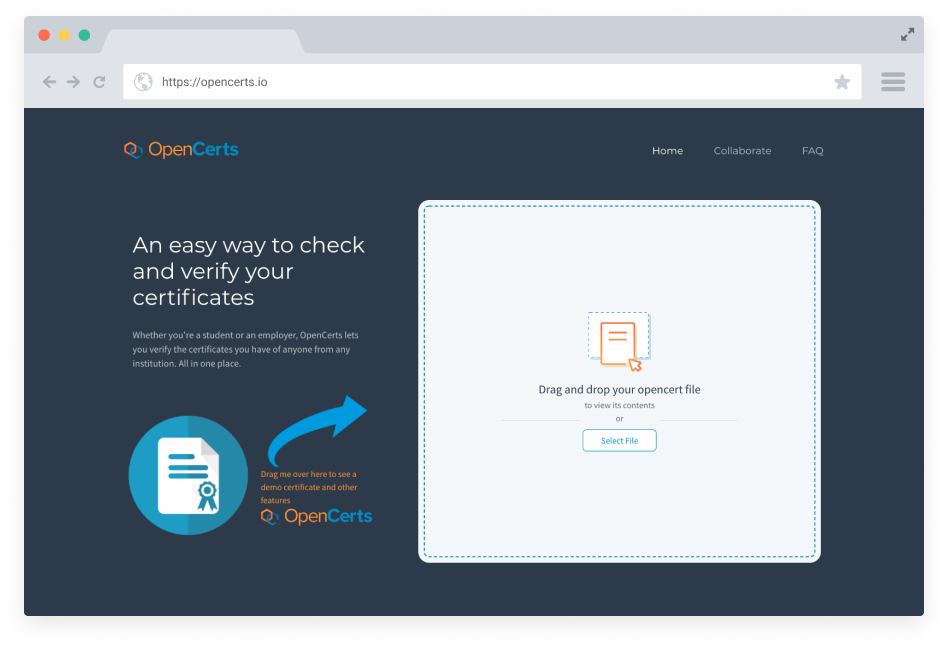 https://opencerts.io
OpenCerts
Home Collaborate FAQ
An easy way to check
and verify your
certificates
Whether you're a student or an employer, OpenCerts lets
you verify the certificates you have of anyone from any
institution. All in one place.
Drag me over here to see a
demo certificate and other
features
OpenCerts
Drag and drop your opencert file
to view its contents
or
Select File